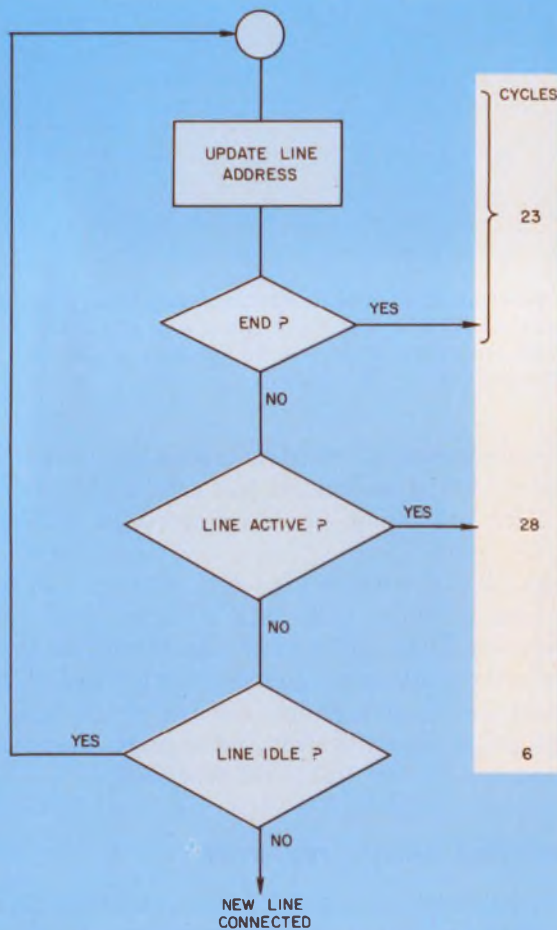 CYCLES
UPDATE LINE
ADDRESS
23
END ?
YES
NO
LINE ACTIVE ?
YES
28
NO
YES
LINE IDLE ?
6
NO
NEW LINE
CONNECTED